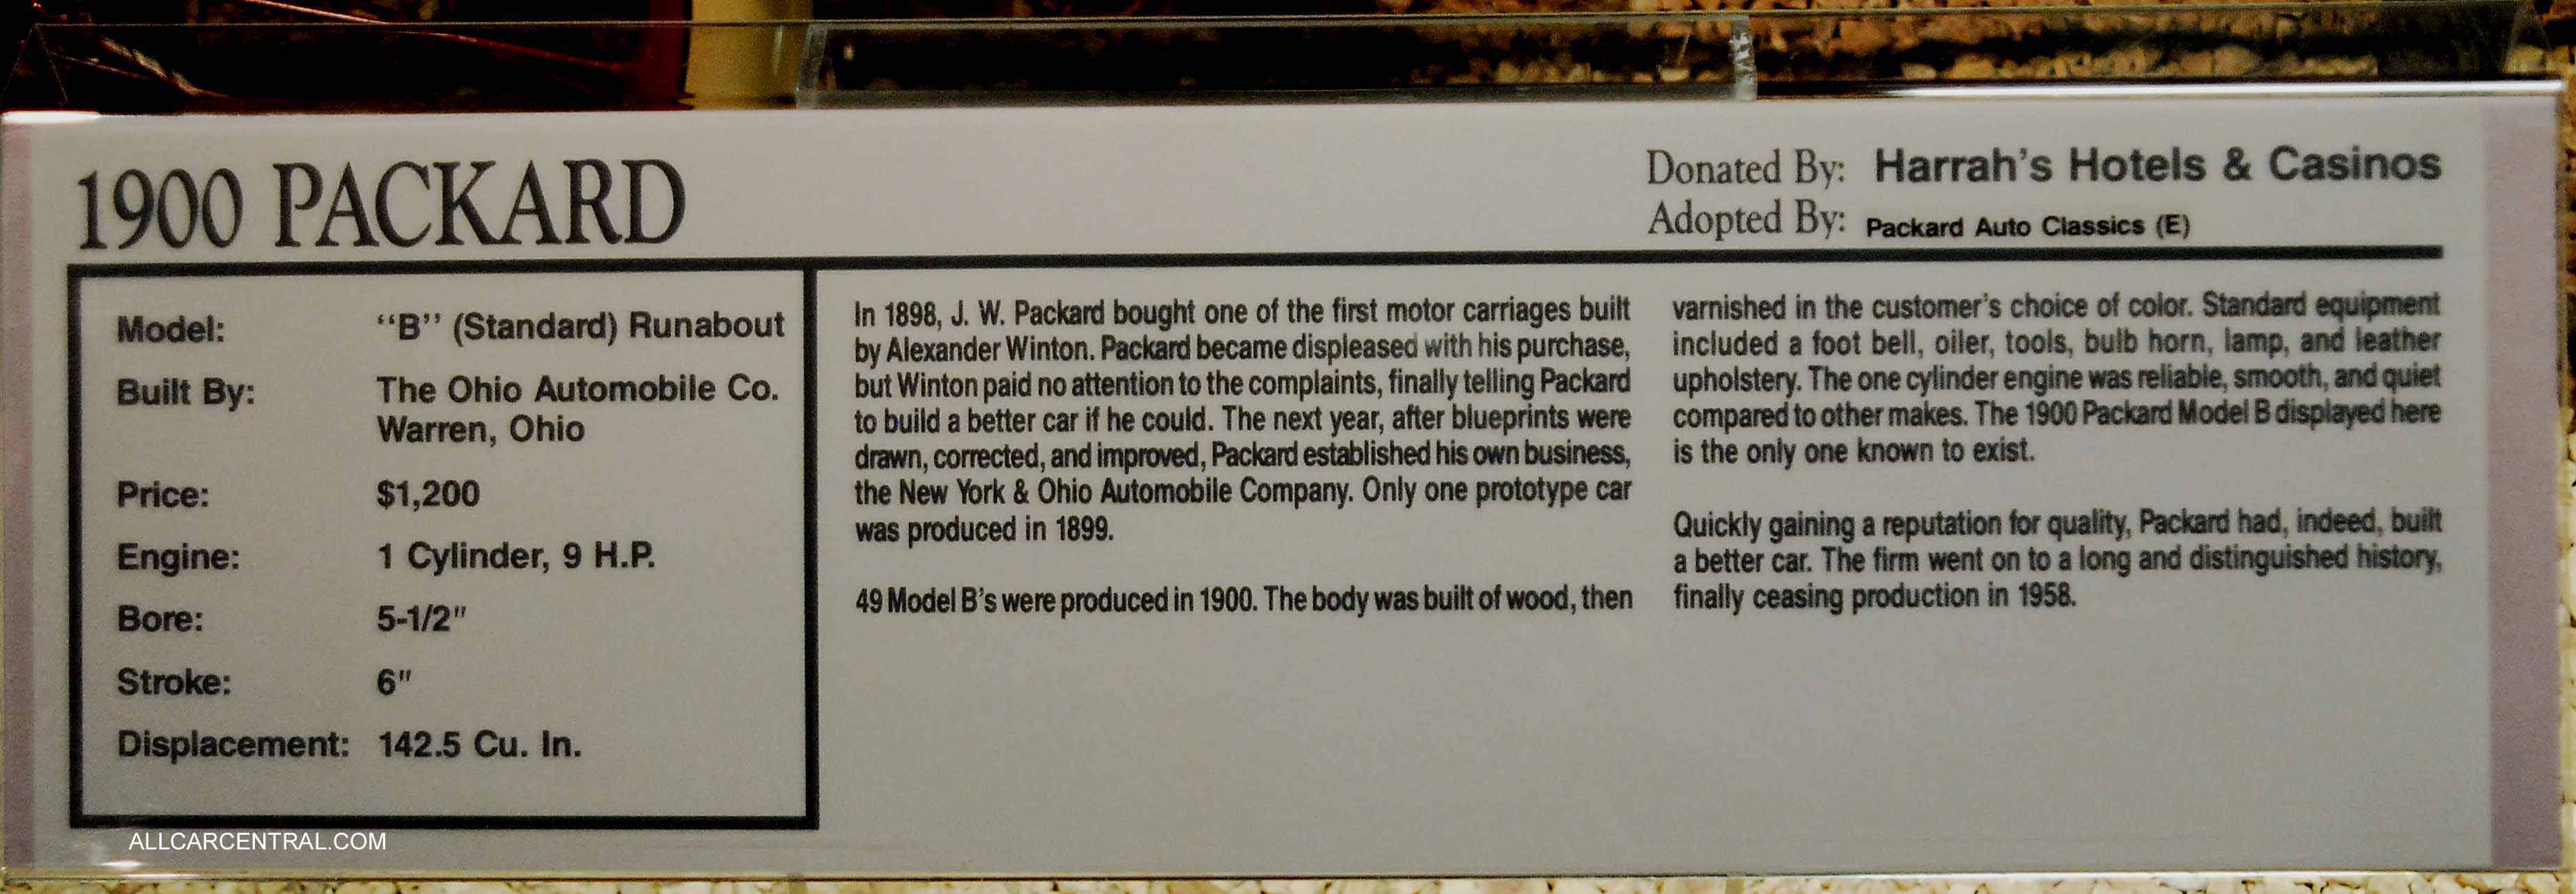 1900 PACKARD
Donated By: Harrah's Hotels & Casinos
Adopted By: Packard Auto Classics (E)
Model: "B" (Standard) Runabout
Built By: The Ohio Automobile Co.
Warren, Ohio
Price: $1,200
Engine: 1 Cylinder, 9 H.P.
Bore: 5-1/2"
Stroke: 6"
Displacement: 142.5 Cu. In.
In 1898, J. W. Packard bought one of the first motor carriages built
by Alexander Winton. Packard became displeased with his purchase,
but Winton paid no attention to the complaints, finally telling Packard
to build a better car if he could. The next year, after blueprints were
drawn, corrected, and improved, Packard established his own business,
the New York & Ohio Automobile Company. Only one prototype car
was produced in 1899.
49 Model B's were produced in 1900. The body was built of wood, then
varnished in the customer's choice of color. Standard equipment
included a foot bell, oiler, tools, bulb horn, lamp, and leather
upholstery. The one cylinder engine was reliable, smooth, and quiet
compared to other makes. The 1900 Packard Model B displayed here
is the only one known to exist.
Quickly gaining a reputation for quality, Packard had, indeed, built
a better car. The firm went on to a long and distinguished history,
finally ceasing production in 1958.
ALLCARCENTRAL.COM